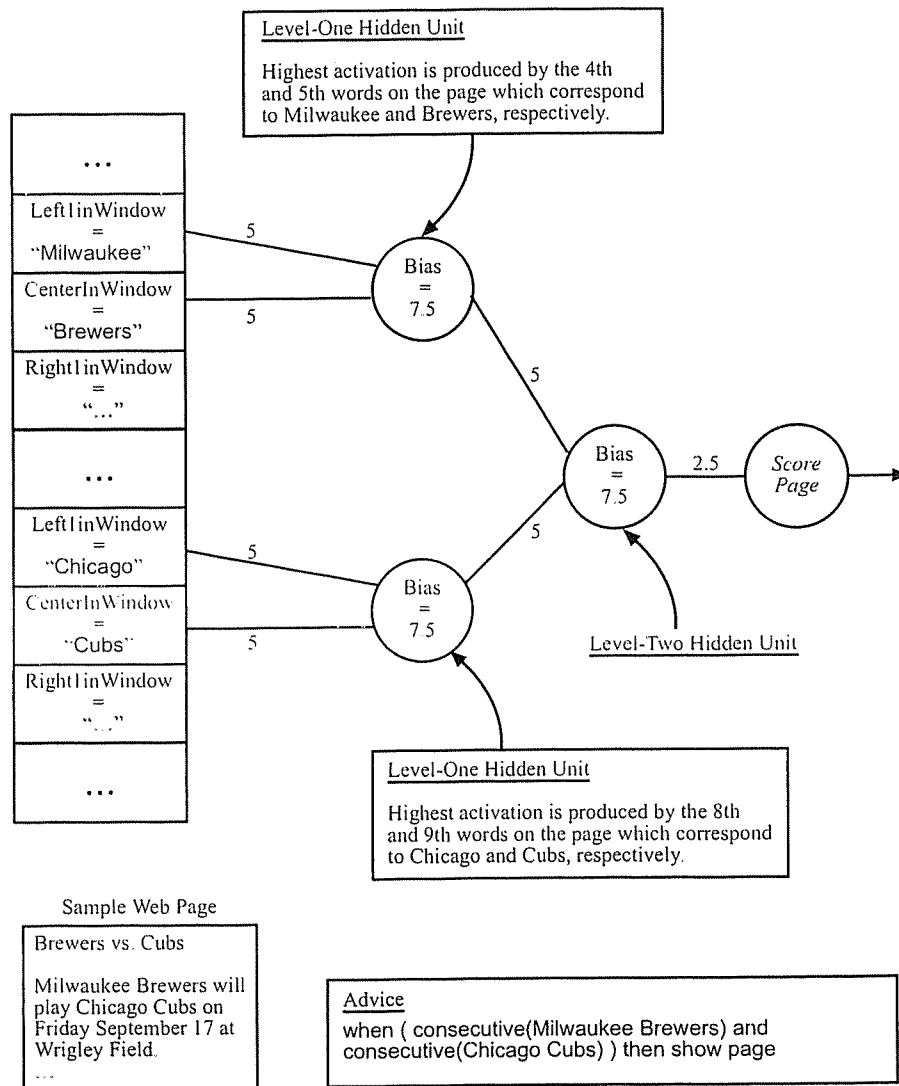 Level-One Hidden Unit
Highest activation is produced by the 4th
and 5th words on the page which correspond
to Milwaukee and Brewers, respectively.
...
Left1inWindow
=
"Milwaukee"
CenterInWindow
=
"Brewers"
Right1inWindow
=
"..."
...
Left1inWindow
=
"Chicago"
CenterInWindow
=
"Cubs"
Right1inWindow
=
"..."
...
5
5
5
5
Bias
=
7.5
Bias
=
7.5
5
5
Bias
=
7.5
2.5
Score
Page
Level-Two Hidden Unit
Level-One Hidden Unit
Highest activation is produced by the 8th
and 9th words on the page which correspond
to Chicago and Cubs, respectively.
Sample Web Page
Brewers vs. Cubs
Milwaukee Brewers will
play Chicago Cubs on
Friday September 17 at
Wrigley Field.
...
Advice
when ( consecutive(Milwaukee Brewers) and
consecutive(Chicago Cubs) ) then show page